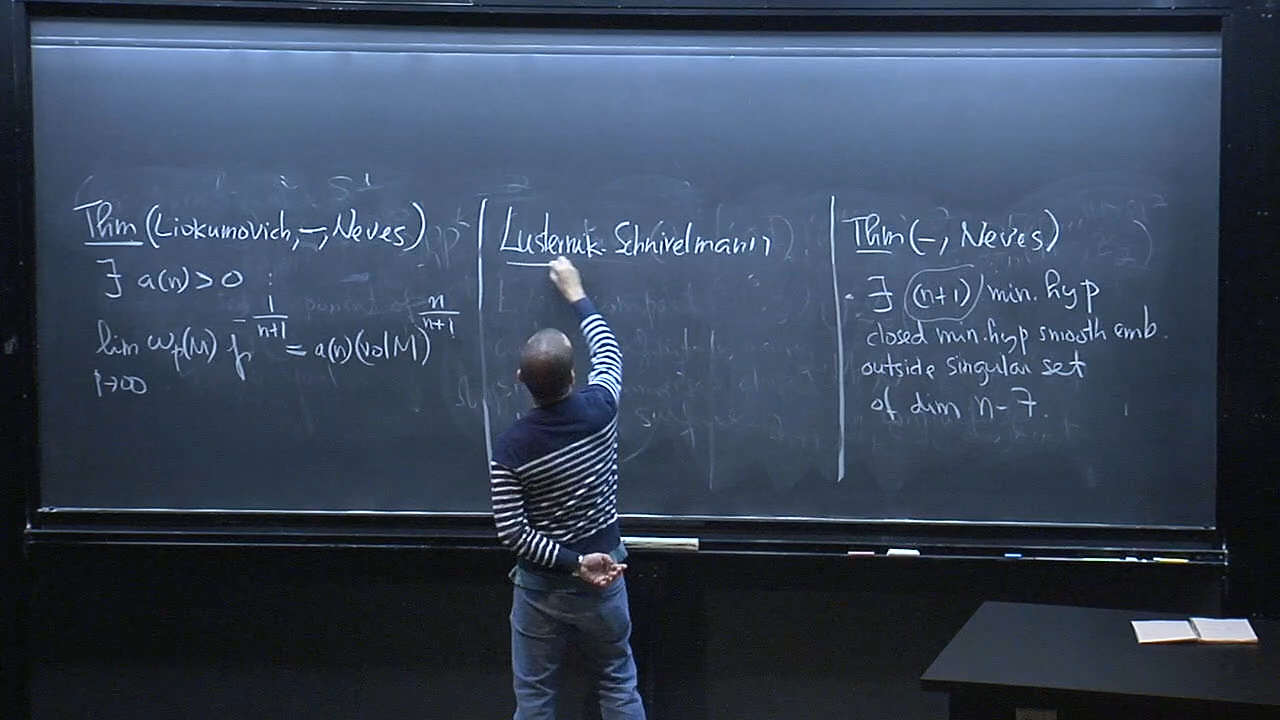 Thm (Liokumovich, –, Neves)
∃ a(n) > 0 :
lim ω_p(M) p^{-1/(n+1)} = a(n)(vol M)^{n/(n+1)}
p→∞
Lusternik-Schnirelmann
Thm (–, Neves)
∃ (n+1) min. hyp
closed min. hyp smooth emb.
outside singular set
of dim n-7.